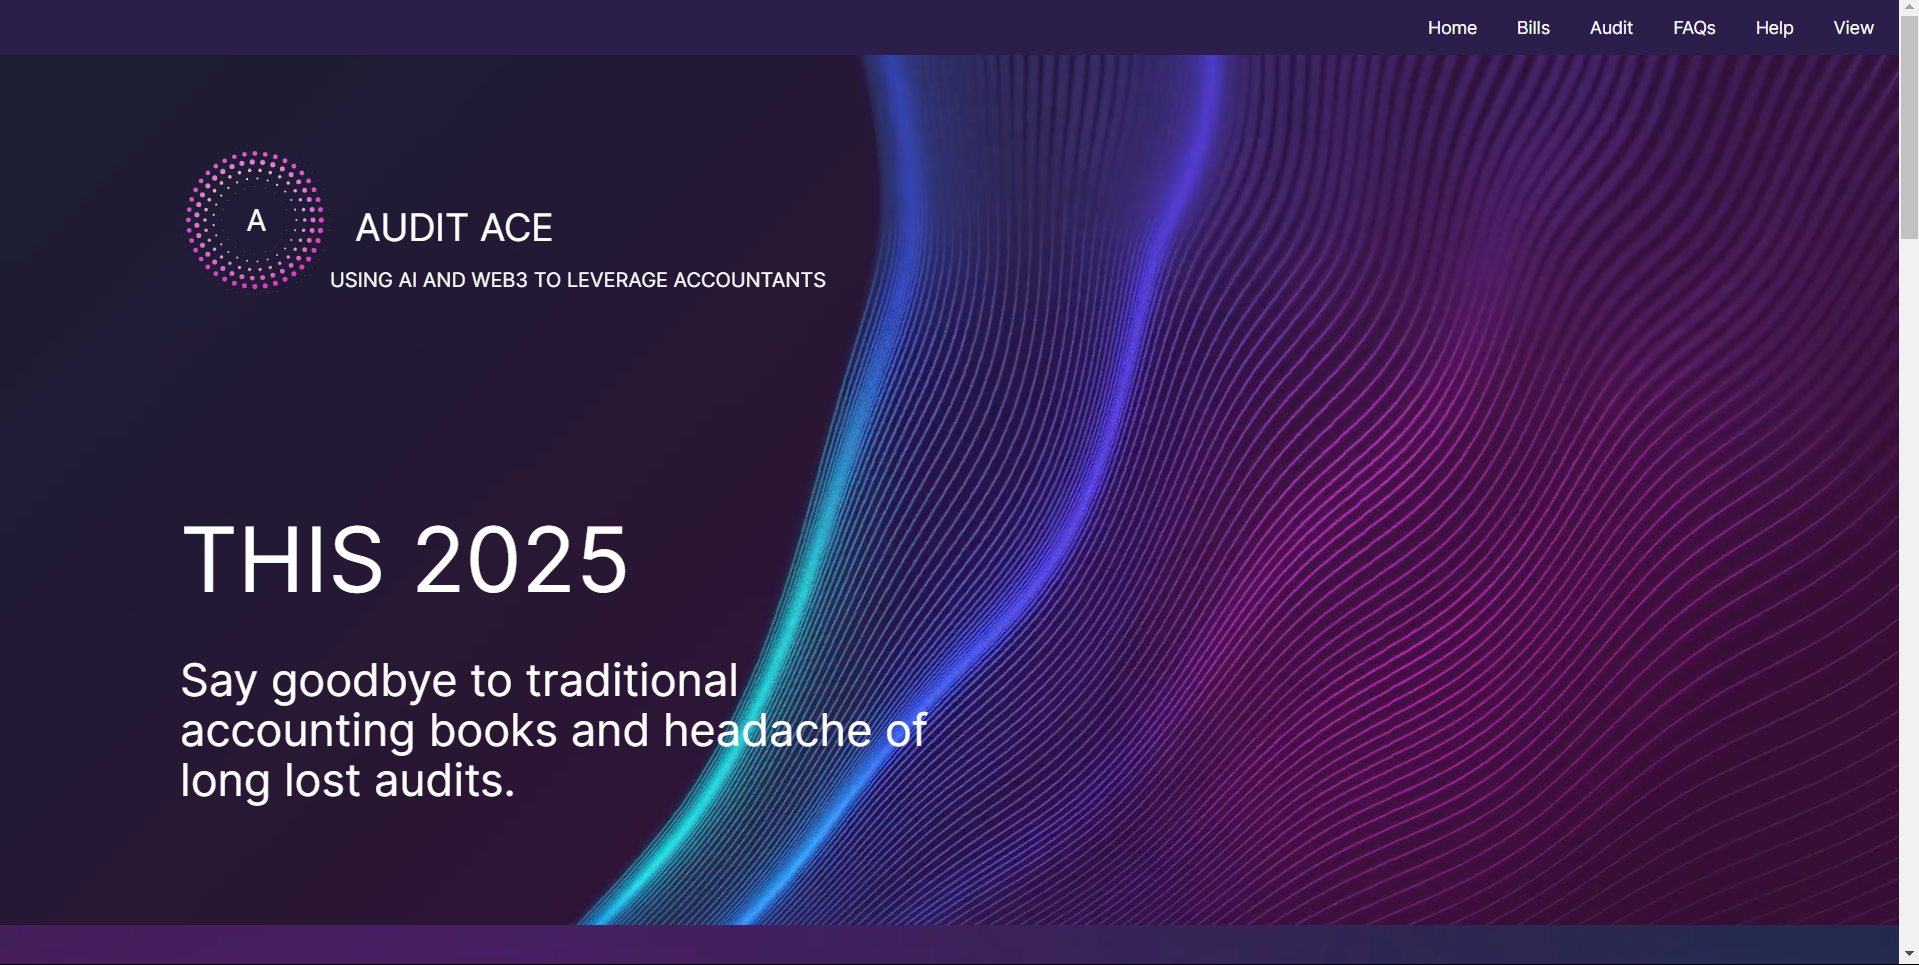 Home Bills Audit FAQs Help View
A
AUDIT ACE
USING AI AND WEB3 TO LEVERAGE ACCOUNTANTS
THIS 2025
Say goodbye to traditional
accounting books and headache of
long lost audits.